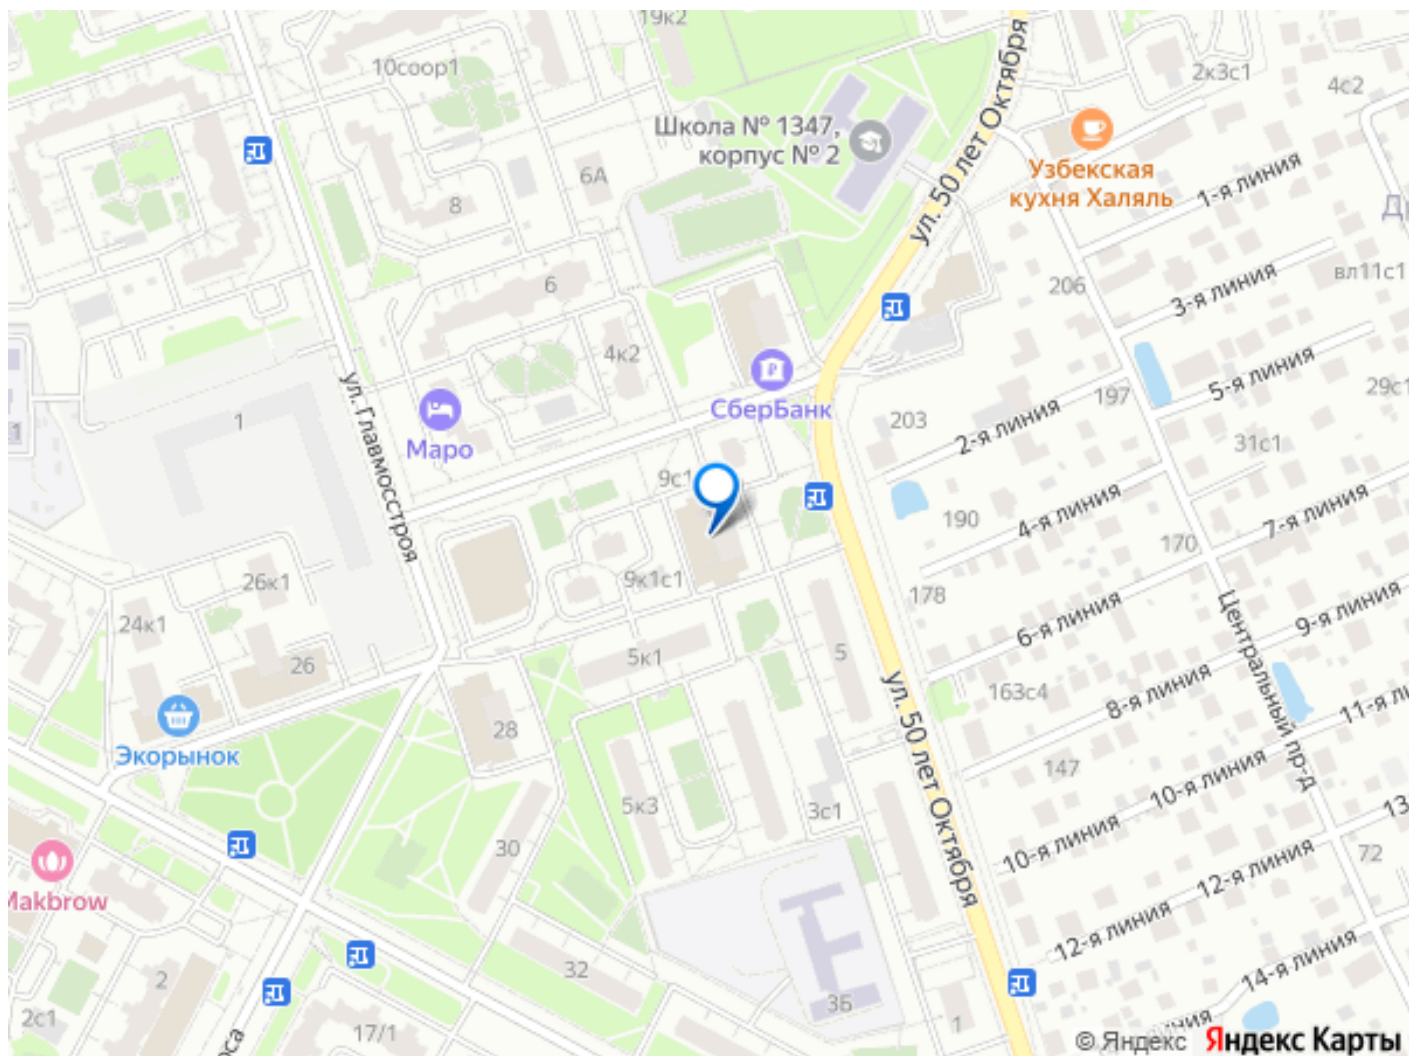 19к2
10соор1
2к3с1
4с2
Школа № 1347,
корпус № 2
ул. 50 лет Октября
Узбекская
кухня Халяль
1-я линия
6А
8
6
206
3-я линия
вл11с1
4к2
ул. Главмосстроя
1
Маро
СберБанк
203
197
5-я линия
29с1
2-я линия
31с1
9с1
190
4-я линия
170
7-я линия
26к1
9к1с1
178
24к1
6-я линия
Центральный пр-д
9-я линия
26
5к1
5
163с4
8-я линия
11-я
28
Экорынок
ул. 50 лет Октября
147
10-я линия
5к3
3с1
10-я линия
13
30
72
12-я линия
Makbrow
12-я линия
32
14-я линия
2
3Б
2с1
17/1
1
© Яндекс Яндекс Карты